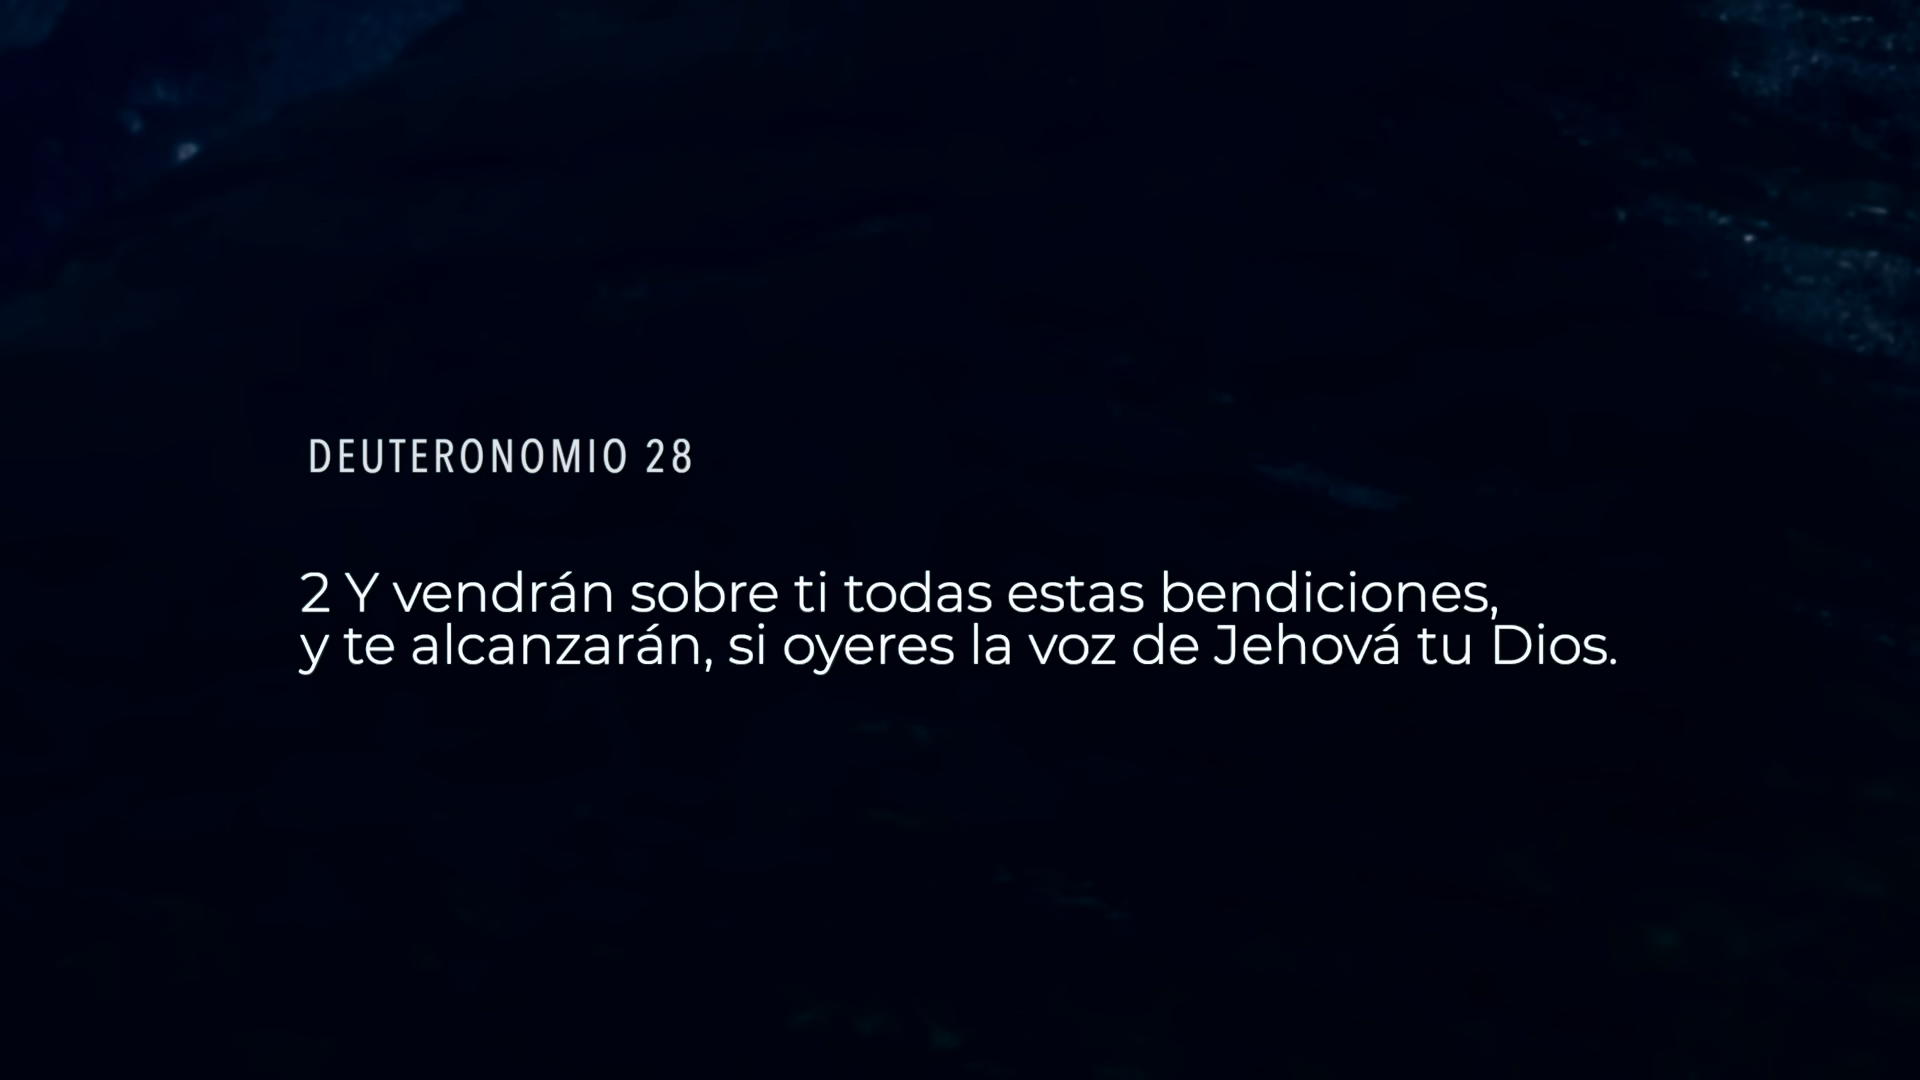 DEUTERONOMIO 28
2 Y vendrán sobre ti todas estas bendiciones,
y te alcanzarán, si oyeres la voz de Jehová tu Dios.